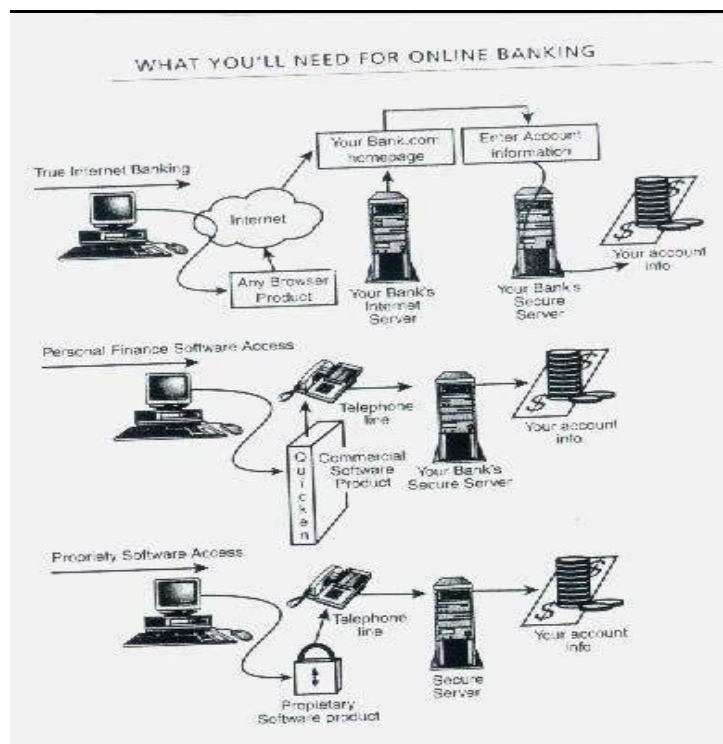 WHAT YOU'LL NEED FOR ONLINE BANKING
True Internet Banking
Internet
Any Browser
Product
Your Bank.com
homepage
Your Bank's
Internet
Server
Enter Account
information
Your Bank's
Secure
Server
$
$
Your account
info
Personal Finance Software Access
Quicken
Commercial
Software
Product
Telephone
line
Your Bank's
Secure Server
$
$
Your account
info
Propriety Software Access
Propietary
Software product
Telephone
line
Secure
Server
$
$
Your account
info